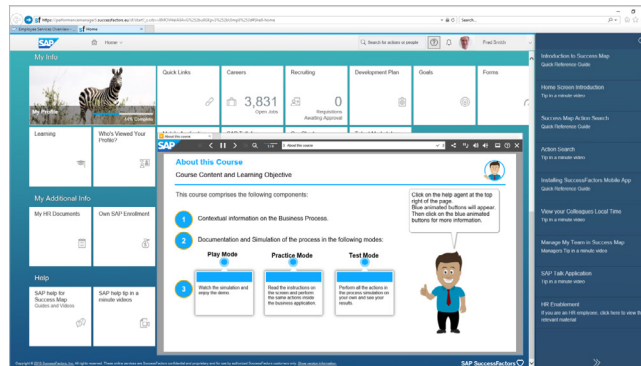 Search...
Employee Services Overview
Home
SAP
Home
Search for actions or people
Fred Smith
My Info
My Profile
Quick Links
Careers
3,831
Open Jobs
Recruiting
0
Requisitions
Awaiting Approval
Development Plan
Goals
Forms
Learning
Who's Viewed Your
Profile?
My Additional Info
My HR Documents
Own SAP Enrollment
Help
SAP help for
Success Map
Guides and Videos
SAP help tip in a
minute videos
About this course
SAP
About this course
About this Course
Course Content and Learning Objective
This course comprises the following components:
1
Contextual information on the Business Process.
2
Documentation and Simulation of the process in the following modes:
Play Mode
Practice Mode
Test Mode
3
Watch the simulation and
enjoy the demo
Read the instructions on
the screen and perform
the same actions inside
the business application.
Perform all the actions in
the process simulation on
your own and see your
results.
Click on the help agent at the top
right of the page.
Blue animated buttons will appear.
Then click on the blue animated
buttons for more information.
Introduction to Success Map
Quick Reference Guide
Home Screen Introduction
Tip in a minute video
Success Map Action Search
Quick Reference Guide
Action Search
Tip in a minute video
Installing SuccessFactors Mobile App
Quick Reference Guide
View your Colleagues Local Time
Tip in a minute video
Manage My Team in Success Map
Managers Tip in a minute video
SAP Talk Application
Tip in a minute video
HR Enablement
If you are an HR employee, click here to view the
relevant material
SAP SuccessFactors